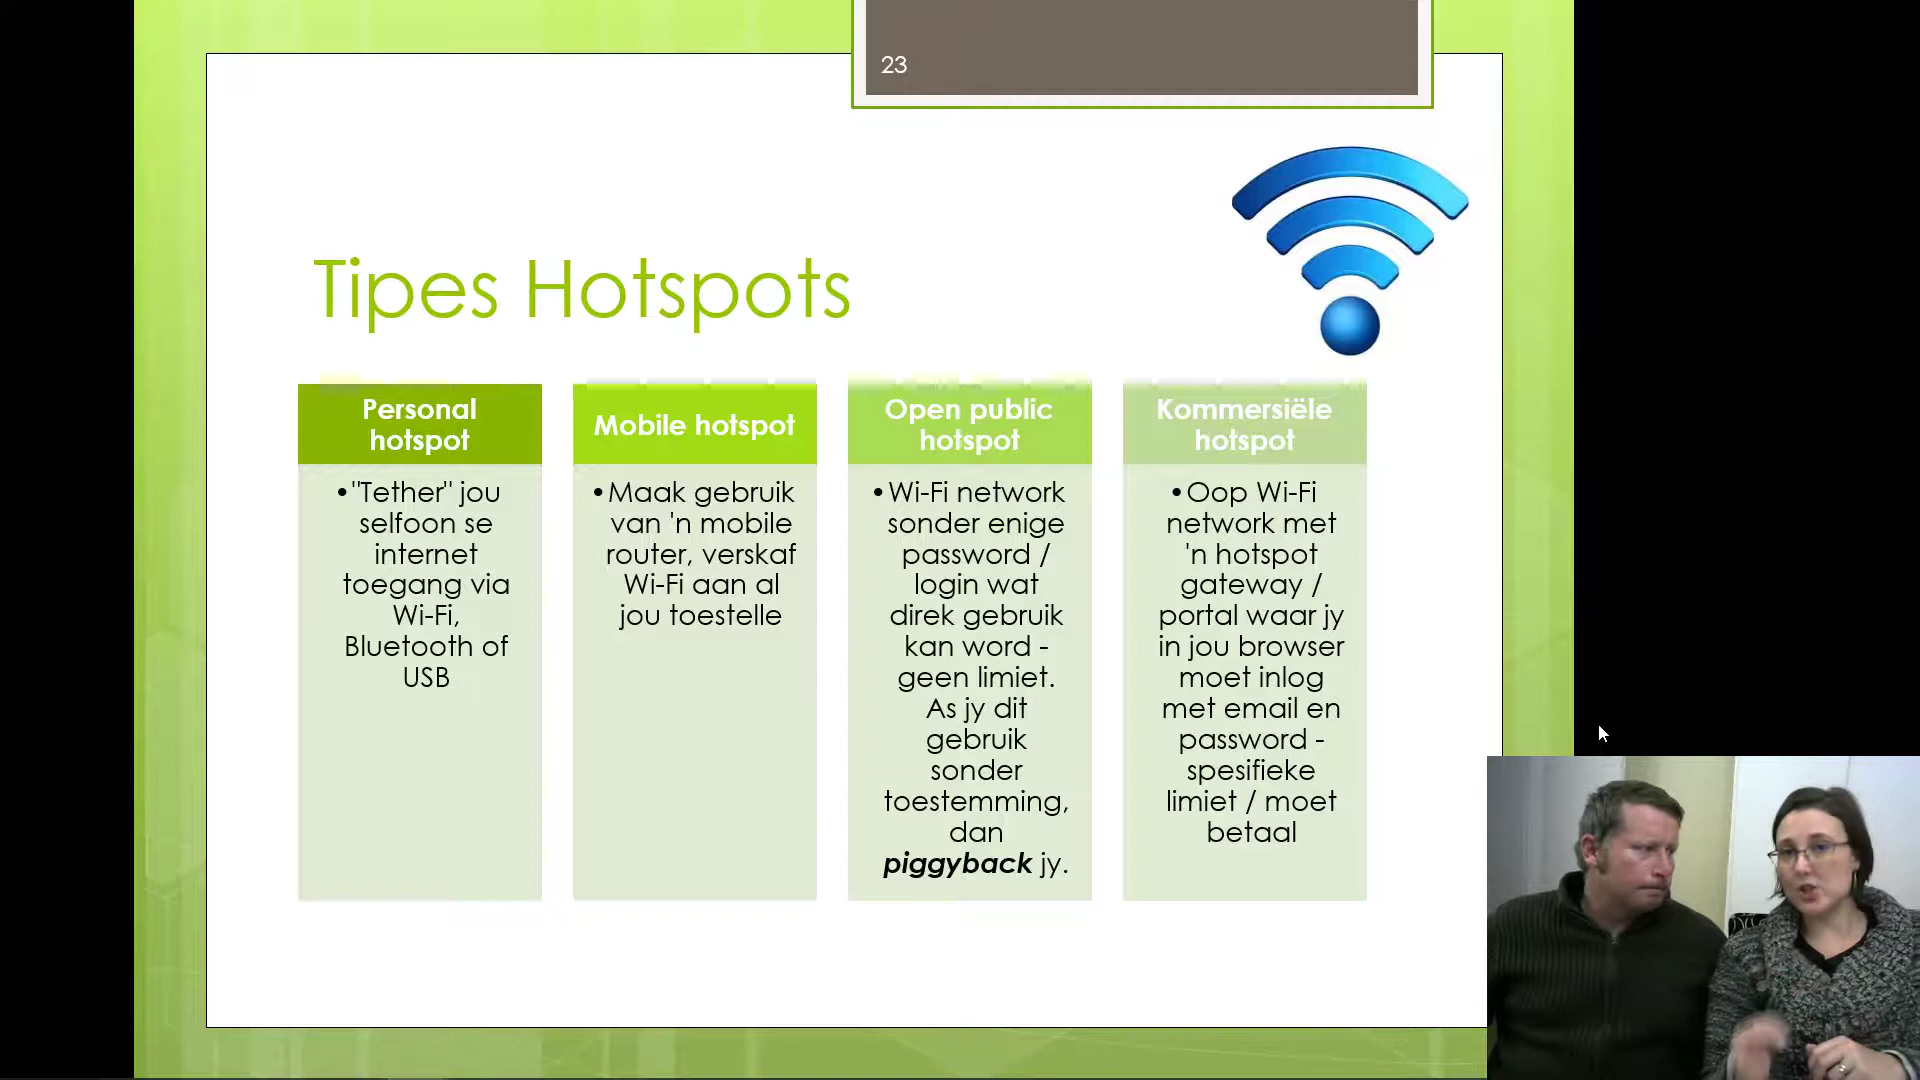 23
Tipes Hotspots
Personal
hotspot
•"Tether" jou
selfoon se
internet
toegang via
Wi-Fi,
Bluetooth of
USB
Mobile hotspot
•Maak gebruik
van 'n mobile
router, verskaf
Wi-Fi aan al
jou toestelle
Open public
hotspot
•Wi-Fi network
sonder enige
password /
login wat
direk gebruik
kan word -
geen limiet.
As jy dit
gebruik
sonder
toestemming,
dan
piggyback jy.
Kommersiële
hotspot
•Oop Wi-Fi
network met
'n hotspot
gateway /
portal waar jy
in jou browser
moet inlog
met email en
password -
spesifieke
limiet / moet
betaal